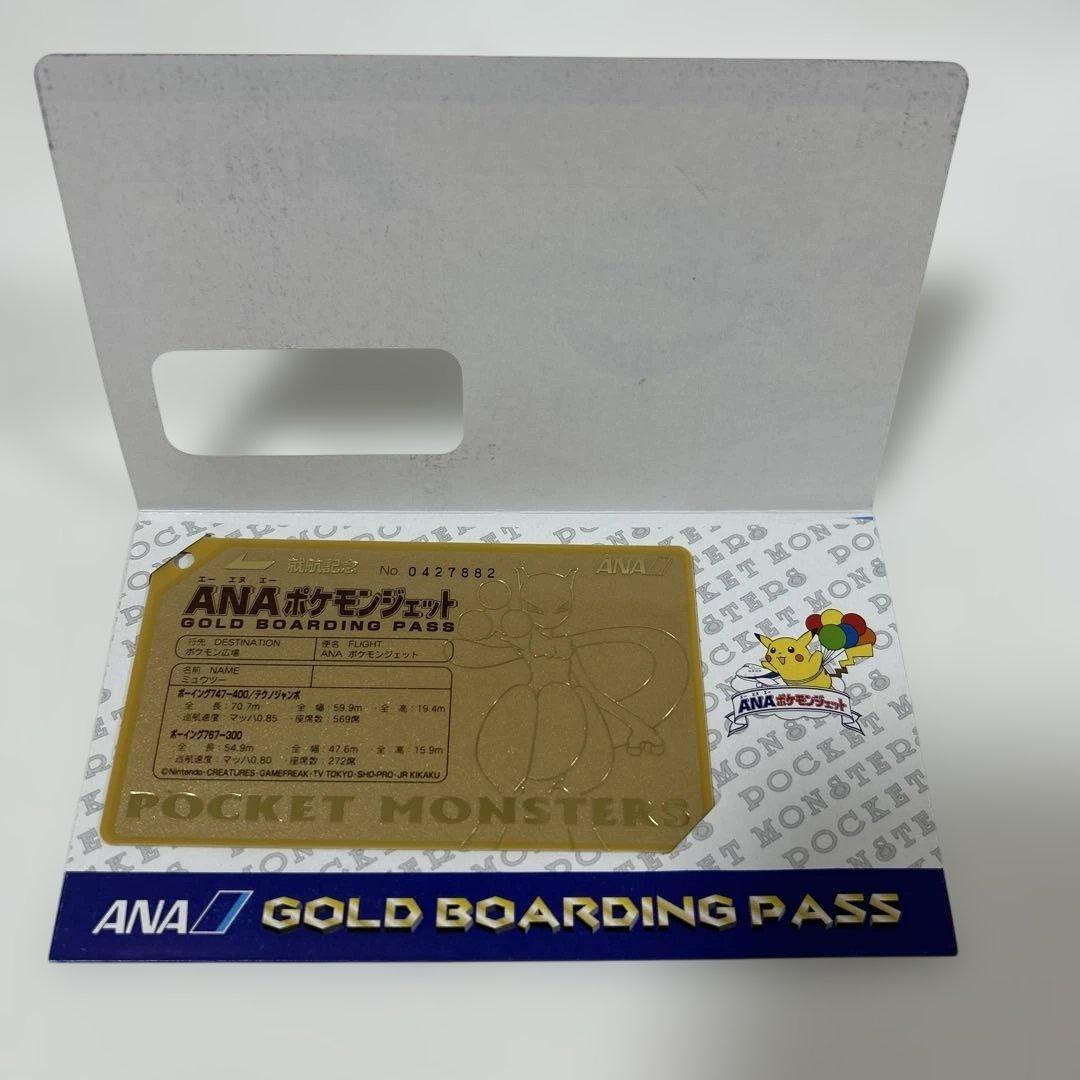 就航記念 No. 0427882 ANA
エー エヌ エー
ANAポケモンジェット
GOLD BOARDING PASS
行先 DESTINATION
ポケモン広場
便名 FLIGHT
ANA ポケモンジェット
名前 NAME
ミュウツー
ボーイング747-400/テクノジャンボ
全 長:70.7m ・全 幅:59.9m ・全 高:19.4m
巡航速度:マッハ0.85 ・座席数:569席
ボーイング767-300
全 長:54.9m ・全 幅:47.6m ・全 高:15.9m
巡航速度:マッハ0.80 ・座席数:272席
©Nintendo・CREATURES・GAMEFREAK・TV TOKYO・SHO-PRO・JR KIKAKU
POCKET MONSTERS
エー エヌ エー
ANAポケモンジェット
POCKET MONSTERS
ANA GOLD BOARDING PASS